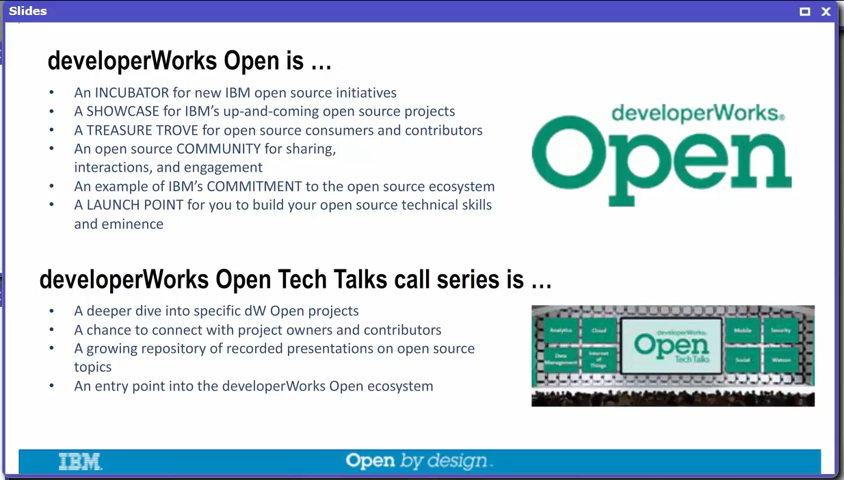 Slides
developerWorks Open is …
• An INCUBATOR for new IBM open source initiatives
• A SHOWCASE for IBM's up-and-coming open source projects
• A TREASURE TROVE for open source consumers and contributors
• An open source COMMUNITY for sharing,
interactions, and engagement
• An example of IBM's COMMITMENT to the open source ecosystem
• A LAUNCH POINT for you to build your open source technical skills
and eminence
developerWorks®
Open
developerWorks Open Tech Talks call series is …
• A deeper dive into specific dW Open projects
• A chance to connect with project owners and contributors
• A growing repository of recorded presentations on open source
topics
• An entry point into the developerWorks Open ecosystem
Analytics
Cloud
Data
Management
Internet
of
Things
developerWorks
Open
Tech Talks
Mobile
Security
Social
Watson
IBM
Open by design